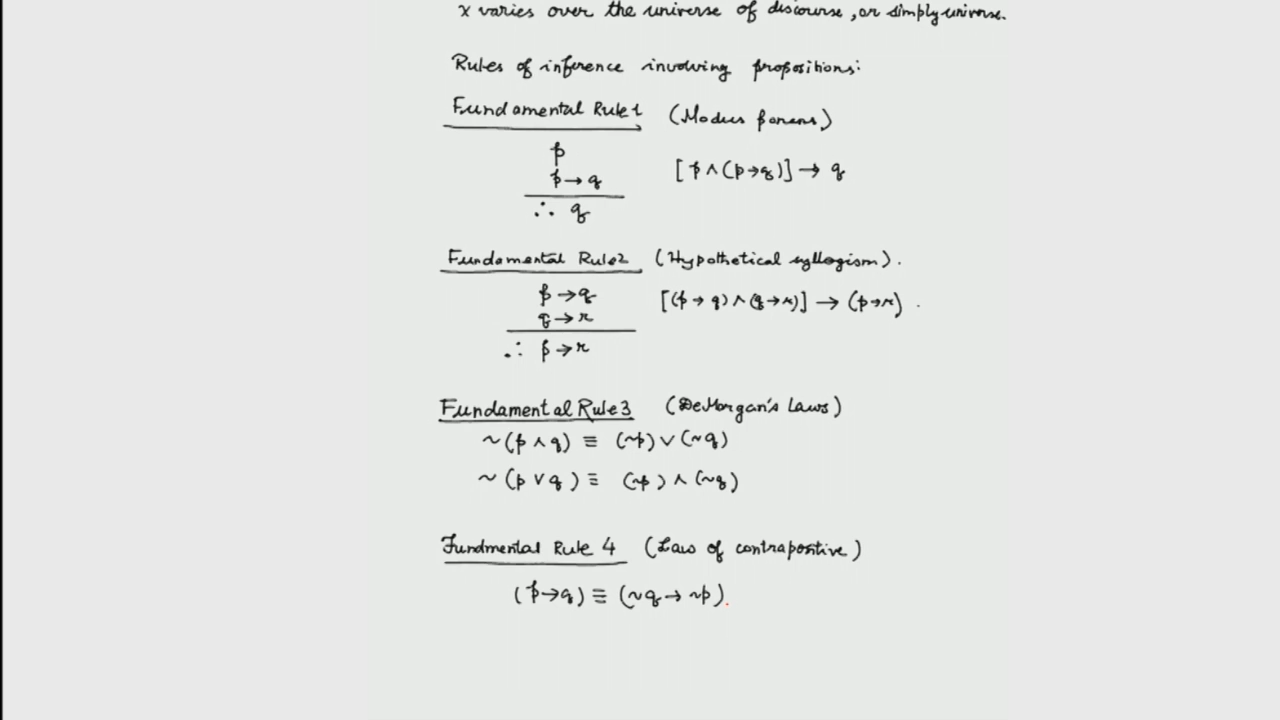 x varies over the universe of discourse, or simply universe.
Rules of inference involving propositions:
Fundamental Rule 1 (Modus ponens)
p
p → q [p ∧ (p → q)] → q
∴ q
Fundamental Rule 2 (Hypothetical syllogism).
p → q [(p → q) ∧ (q → r)] → (p → r).
q → r
∴ p → r
Fundamental Rule 3 (DeMorgan's Laws)
~(p ∧ q) ≡ (~p) ∨ (~q)
~(p ∨ q) ≡ (~p) ∧ (~q)
Fundmental Rule 4 (Law of contrapositive)
(p → q) ≡ (~q → ~p).